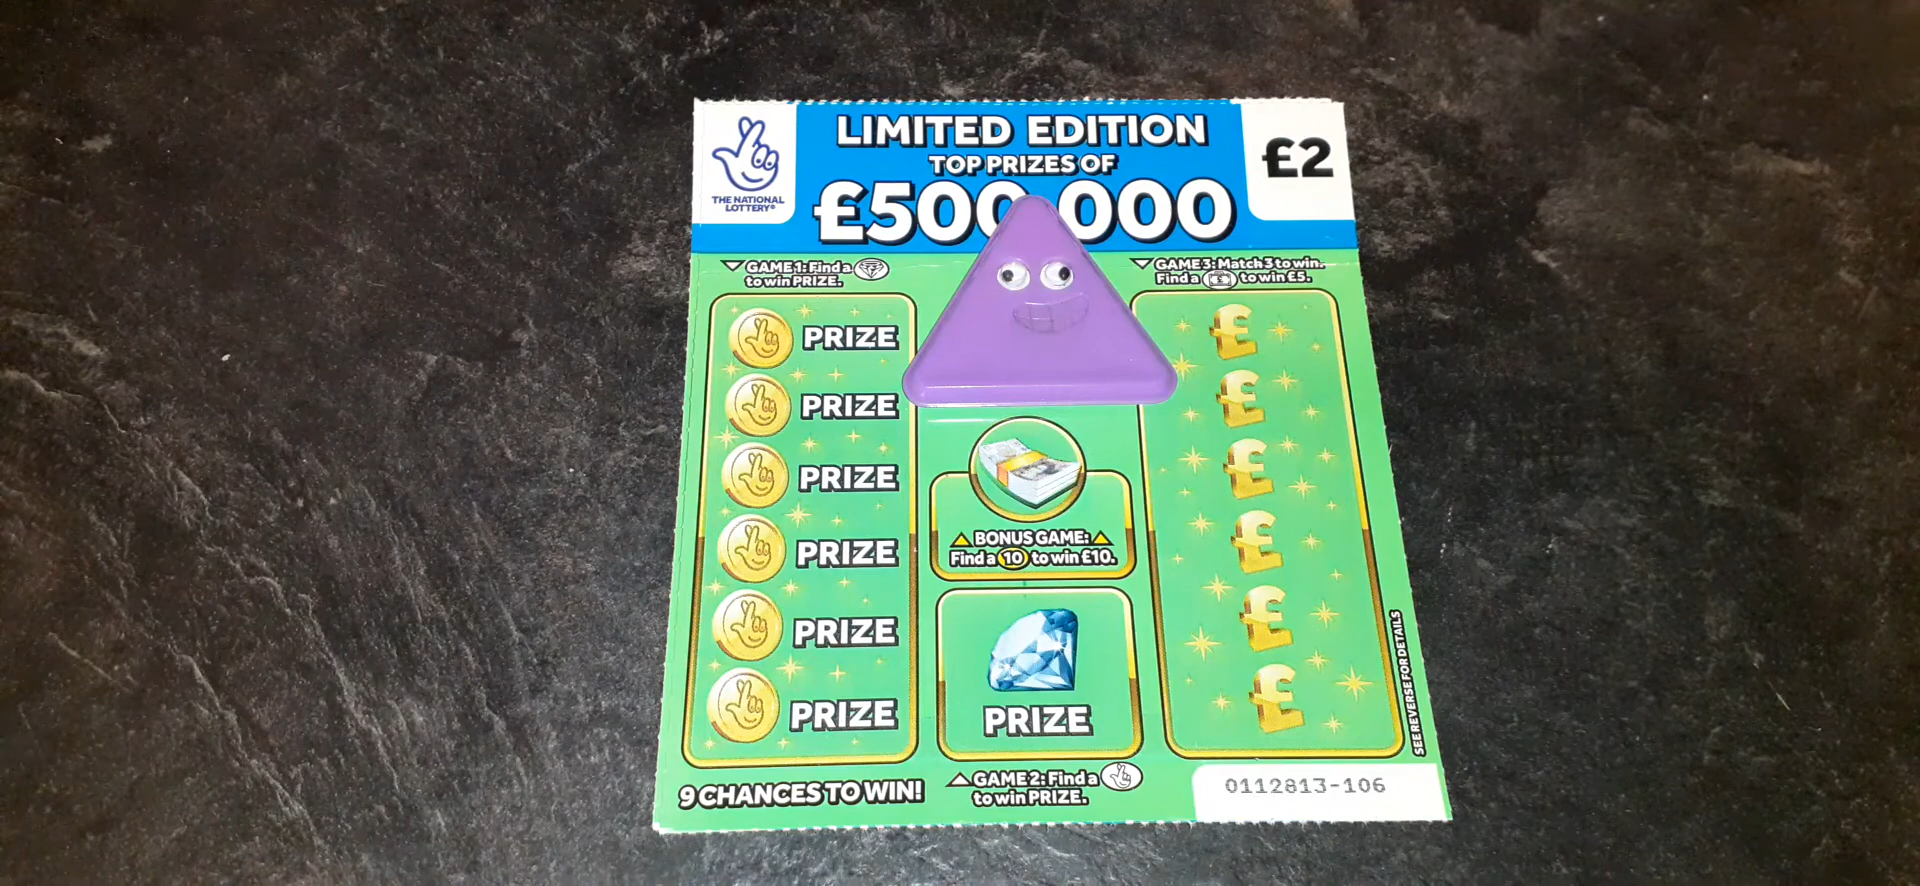 THE NATIONAL
LOTTERY®
LIMITED EDITION
TOP PRIZES OF
£500 000
£2
GAME 1: Find a
to win PRIZE.
PRIZE
PRIZE
PRIZE
PRIZE
PRIZE
PRIZE
9 CHANCES TO WIN!
BONUS GAME:
Find a 10 to win £10.
PRIZE
GAME 2: Find a
to win PRIZE.
GAME 3: Match 3 to win.
Find a £ to win £5.
£
£
£
£
£
£
SEE REVERSE FOR DETAILS
0112813-106